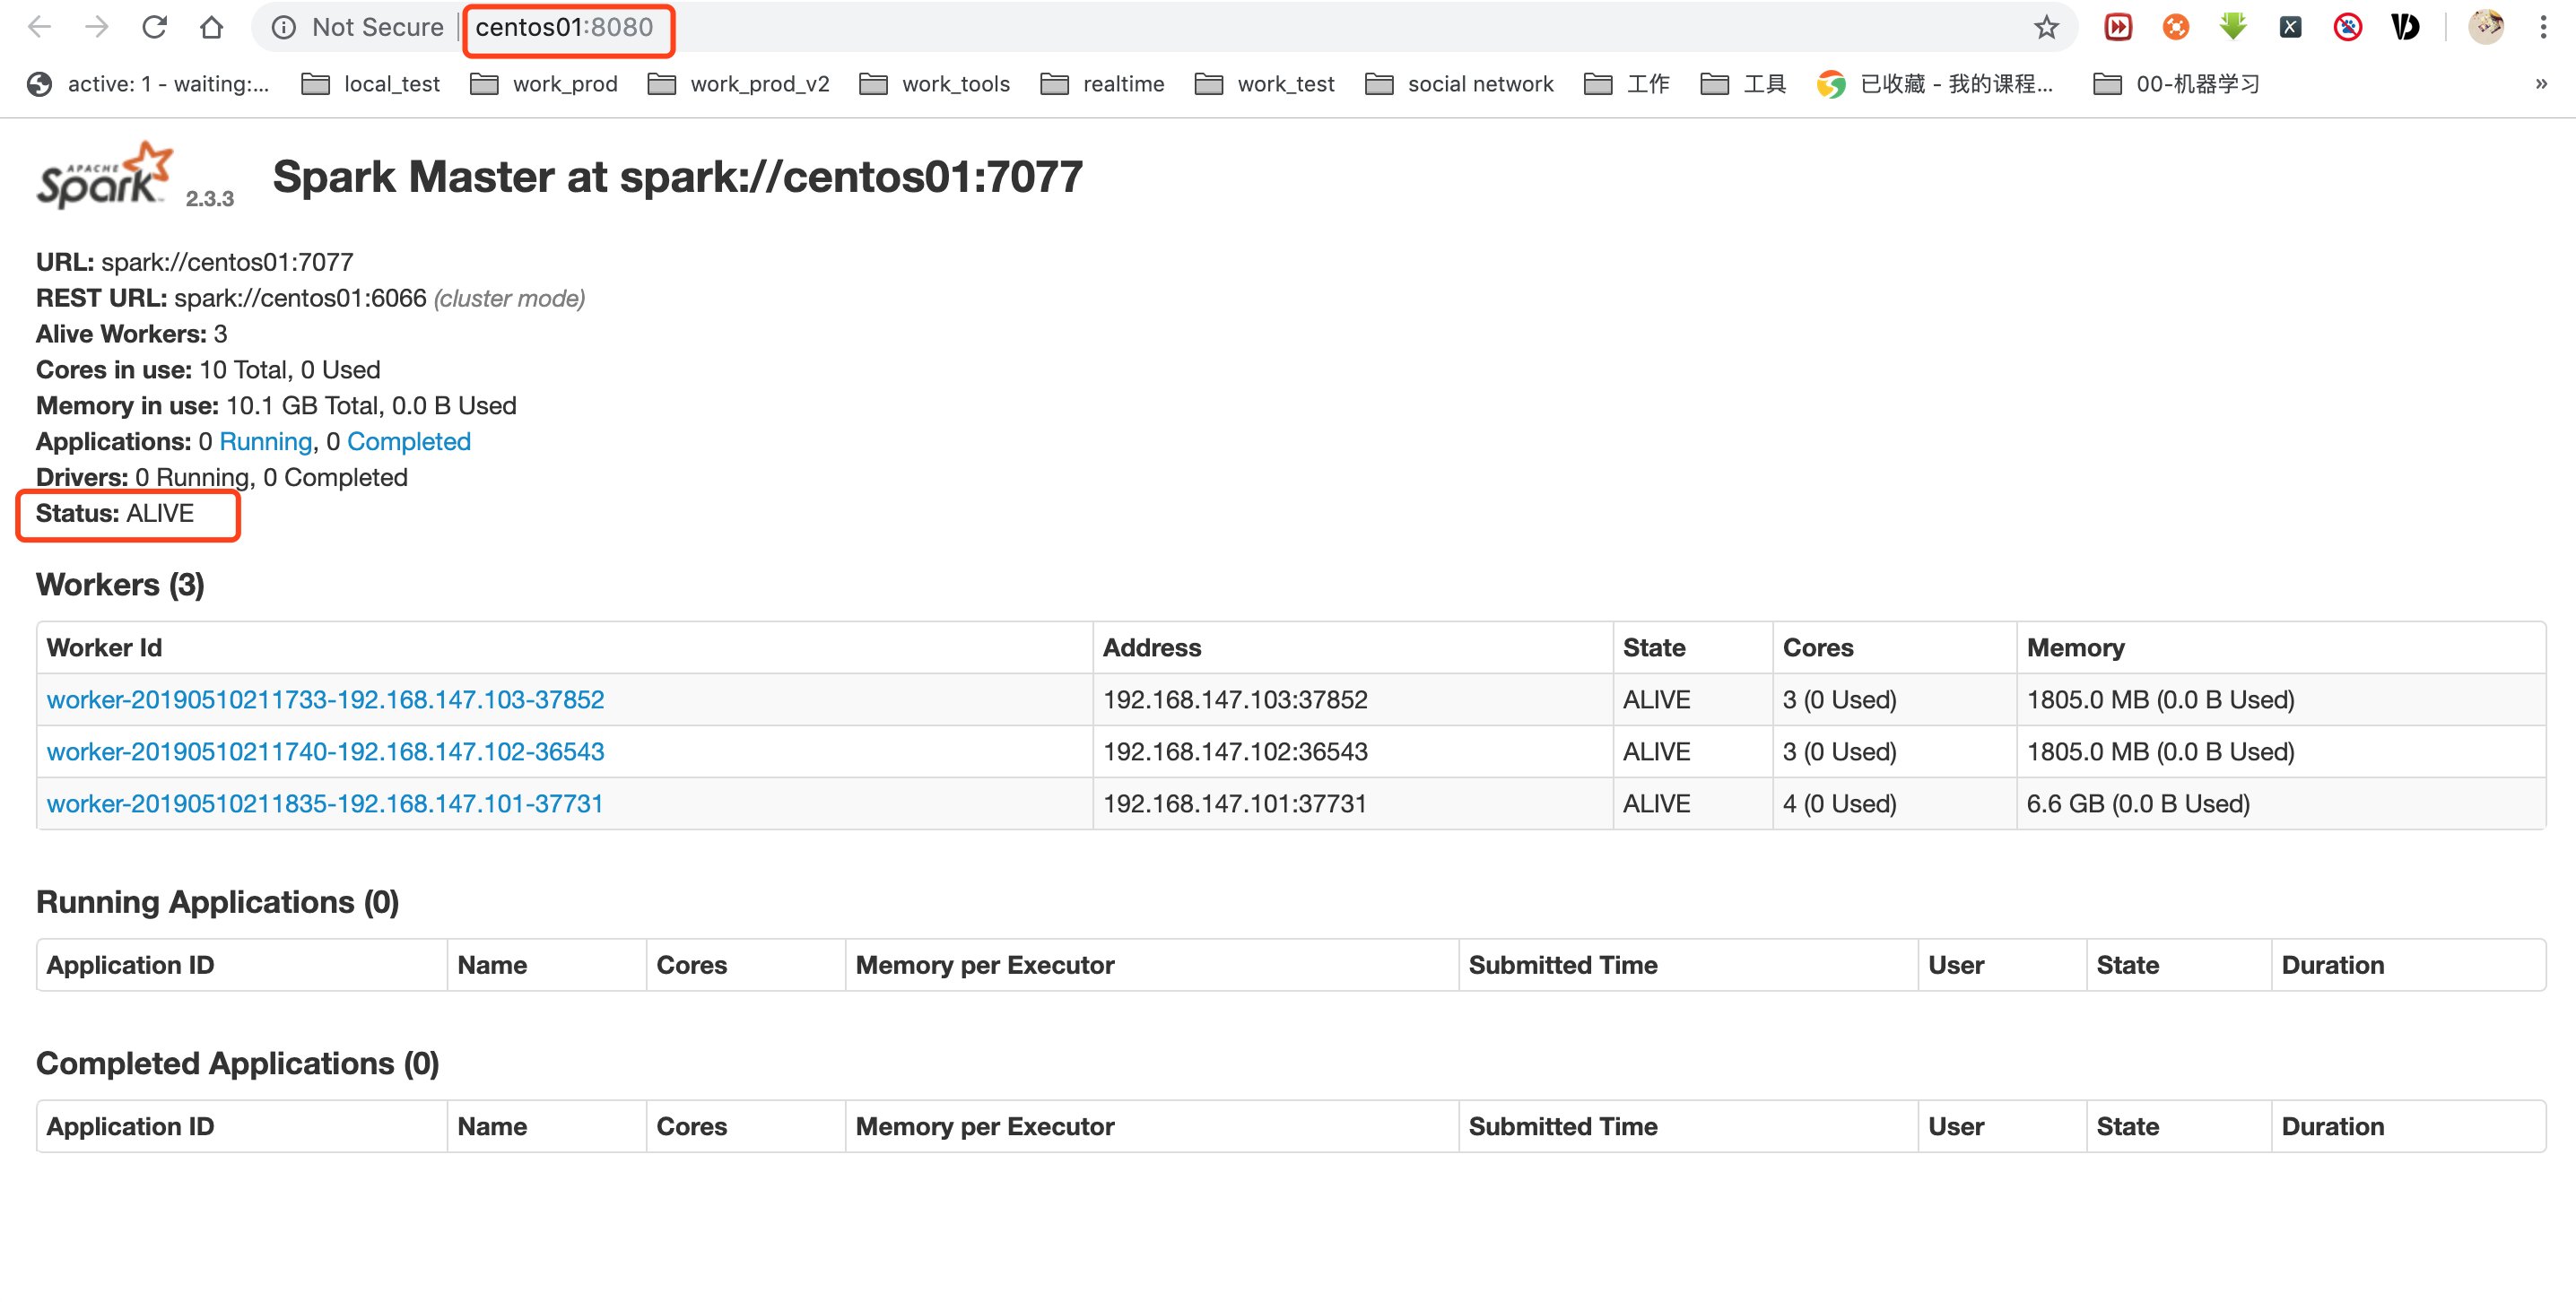 Not Secure centos01:8080
active: 1 - waiting:... local_test work_prod work_prod_v2 work_tools realtime work_test social network 工作 工具 已收藏 - 我的课程... 00-机器学习 »
APACHE Spark 2.3.3 Spark Master at spark://centos01:7077
URL: spark://centos01:7077
REST URL: spark://centos01:6066 (cluster mode)
Alive Workers: 3
Cores in use: 10 Total, 0 Used
Memory in use: 10.1 GB Total, 0.0 B Used
Applications: 0 Running, 0 Completed
Drivers: 0 Running, 0 Completed
Status: ALIVE
Workers (3)
Worker Id Address State Cores Memory
worker-20190510211733-192.168.147.103-37852 192.168.147.103:37852 ALIVE 3 (0 Used) 1805.0 MB (0.0 B Used)
worker-20190510211740-192.168.147.102-36543 192.168.147.102:36543 ALIVE 3 (0 Used) 1805.0 MB (0.0 B Used)
worker-20190510211835-192.168.147.101-37731 192.168.147.101:37731 ALIVE 4 (0 Used) 6.6 GB (0.0 B Used)
Running Applications (0)
Application ID Name Cores Memory per Executor Submitted Time User State Duration
Completed Applications (0)
Application ID Name Cores Memory per Executor Submitted Time User State Duration